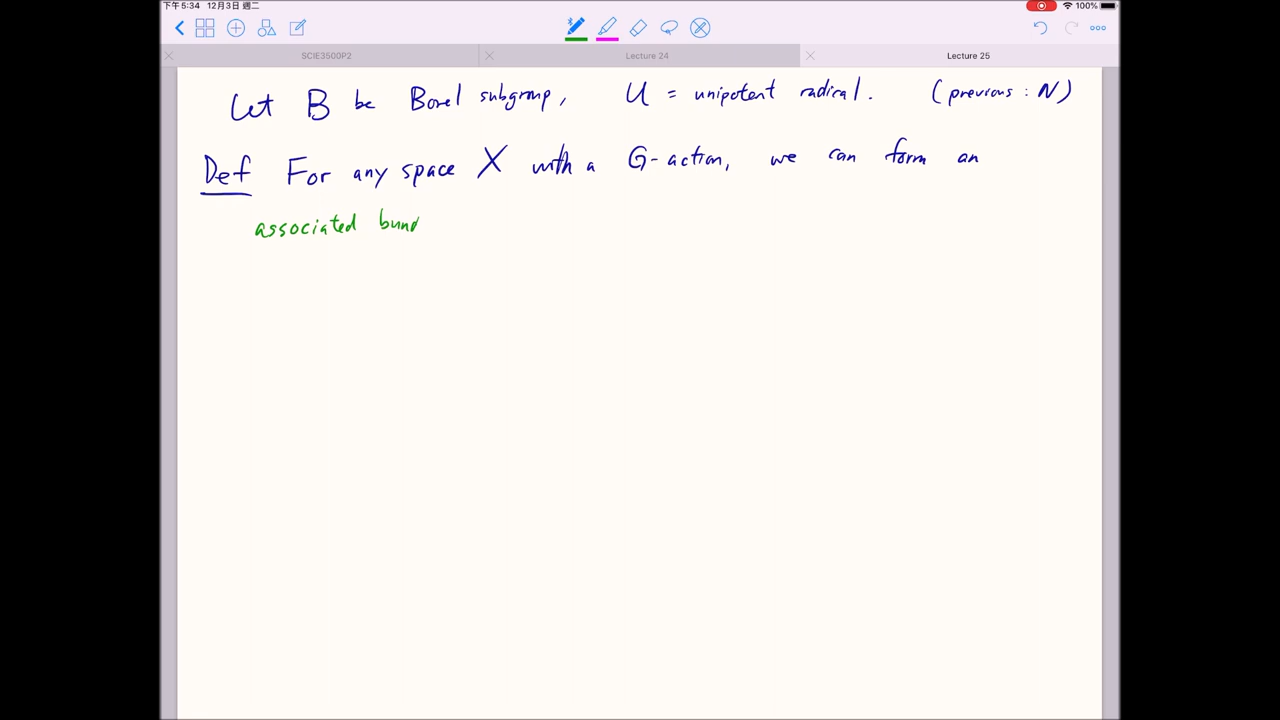 下午5:34 12月3日 週二 100%
SCIE3500P2 Lecture 24 Lecture 25
Let B be Borel subgroup, U = unipotent radical. (previous : N)
Def For any space X with a G-action, we can form an
associated bund